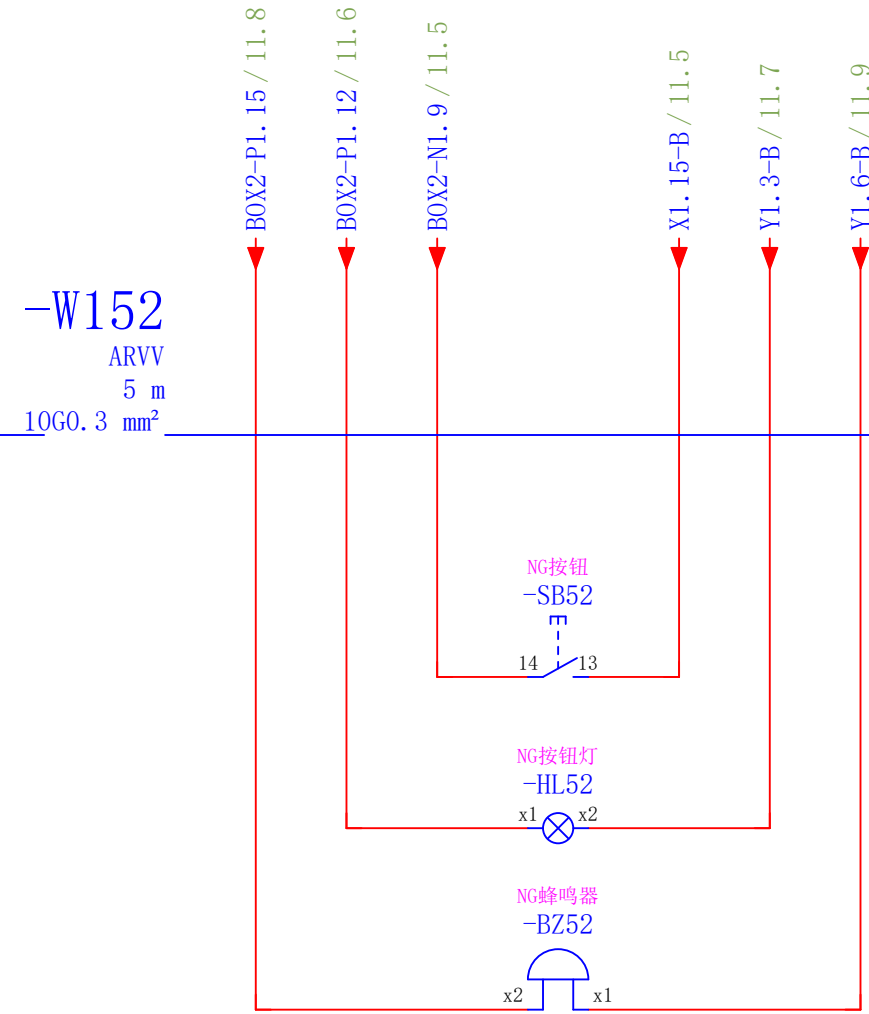 BOX2-P1.15/11.8
BOX2-P1.12/11.6
BOX2-N1.9/11.5
X1.15-B/11.5
Y1.3-B/11.7
Y1.6-B/11.9
-W152
ARVV
5 m
10G0.3 mm²
NG按钮
-SB52
14 13
NG按钮灯
-HL52
x1 x2
NG蜂鸣器
-BZ52
x2 x1